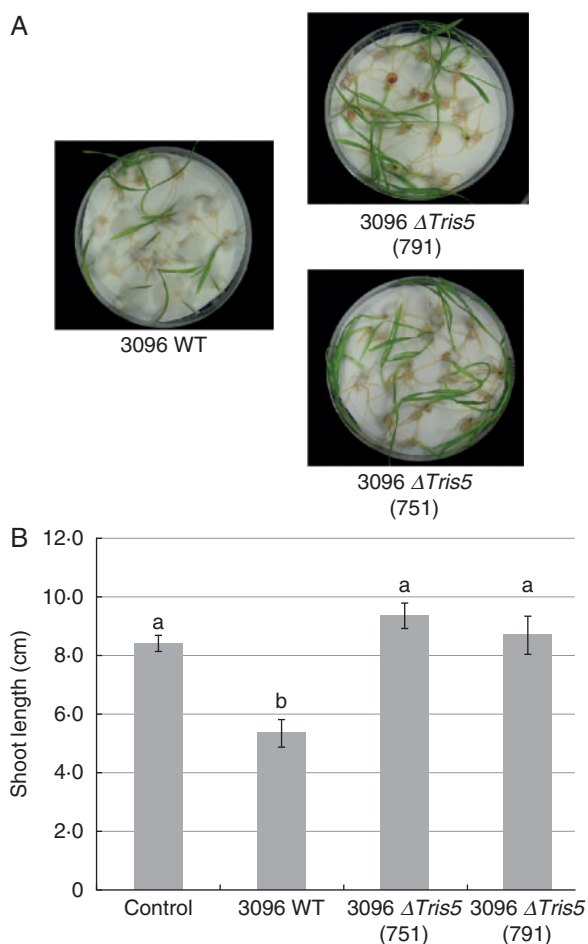 A
3096 WT
3096 ΔTris5
(791)
3096 ΔTris5
(751)
B
Shoot length (cm)
12·0
10·0
8·0
6·0
4·0
2·0
0
a
b
a
a
Control
3096 WT
3096 ΔTris5
(751)
3096 ΔTris5
(791)